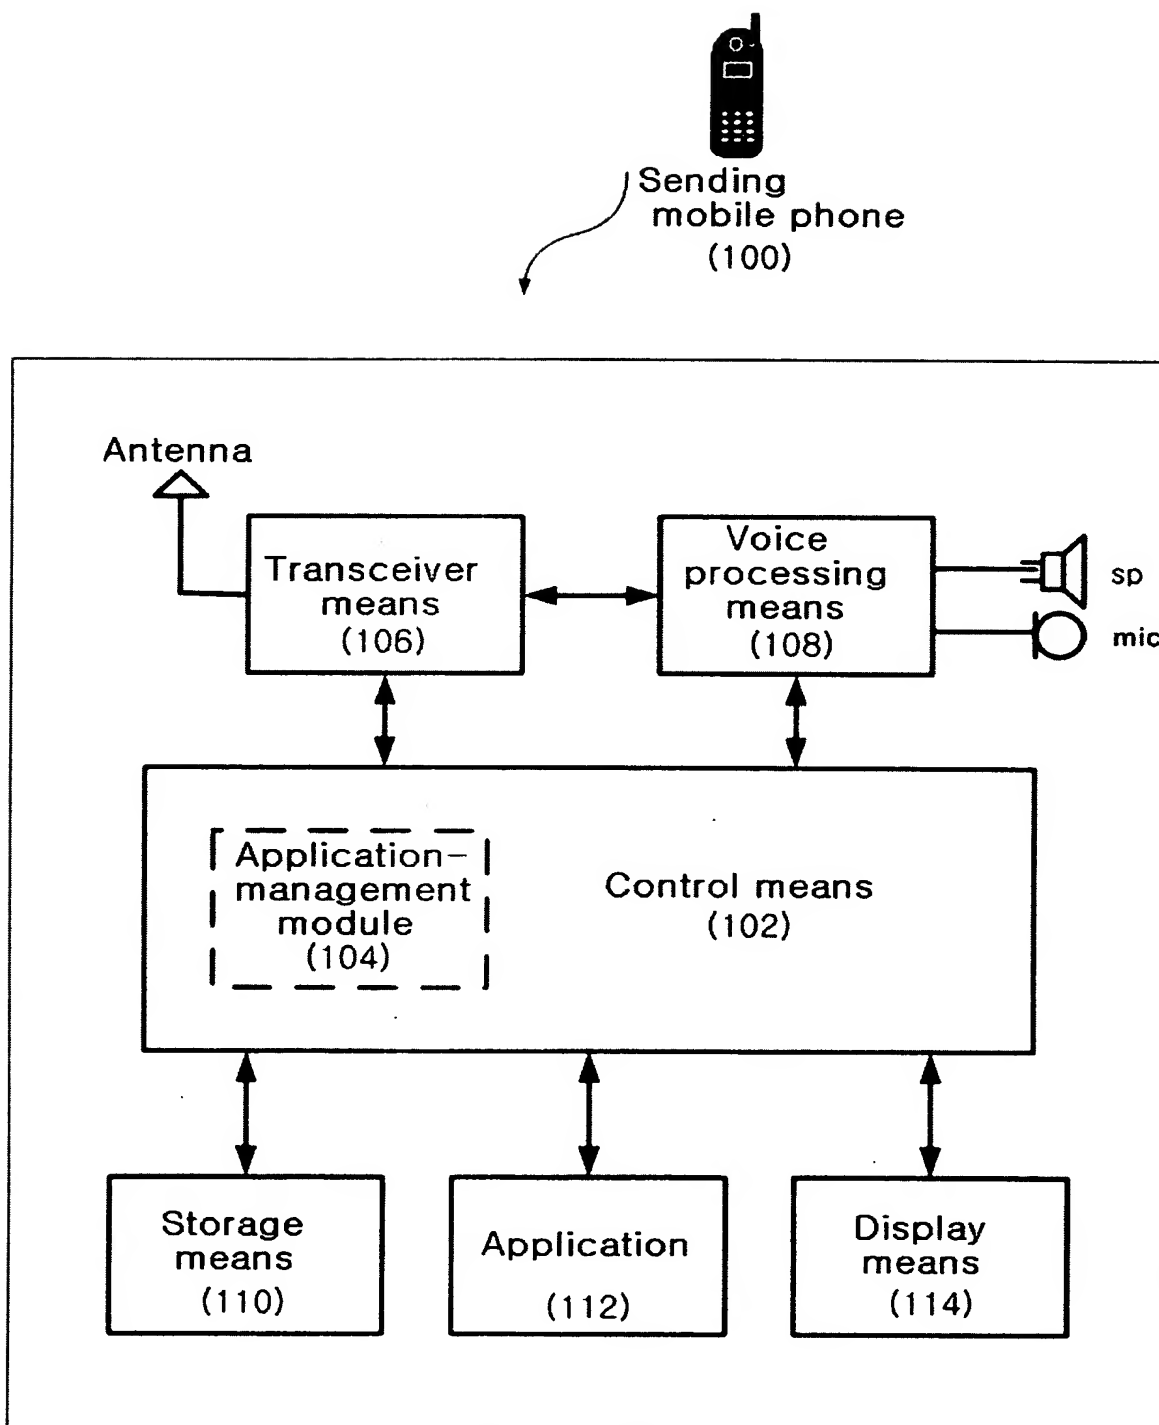 Sending
mobile phone
(100)
Antenna
Transceiver
means
(106)
Voice
processing
means
(108)
sp
mic
Application-
management
module
(104)
Control means
(102)
Storage
means
(110)
Application
(112)
Display
means
(114)